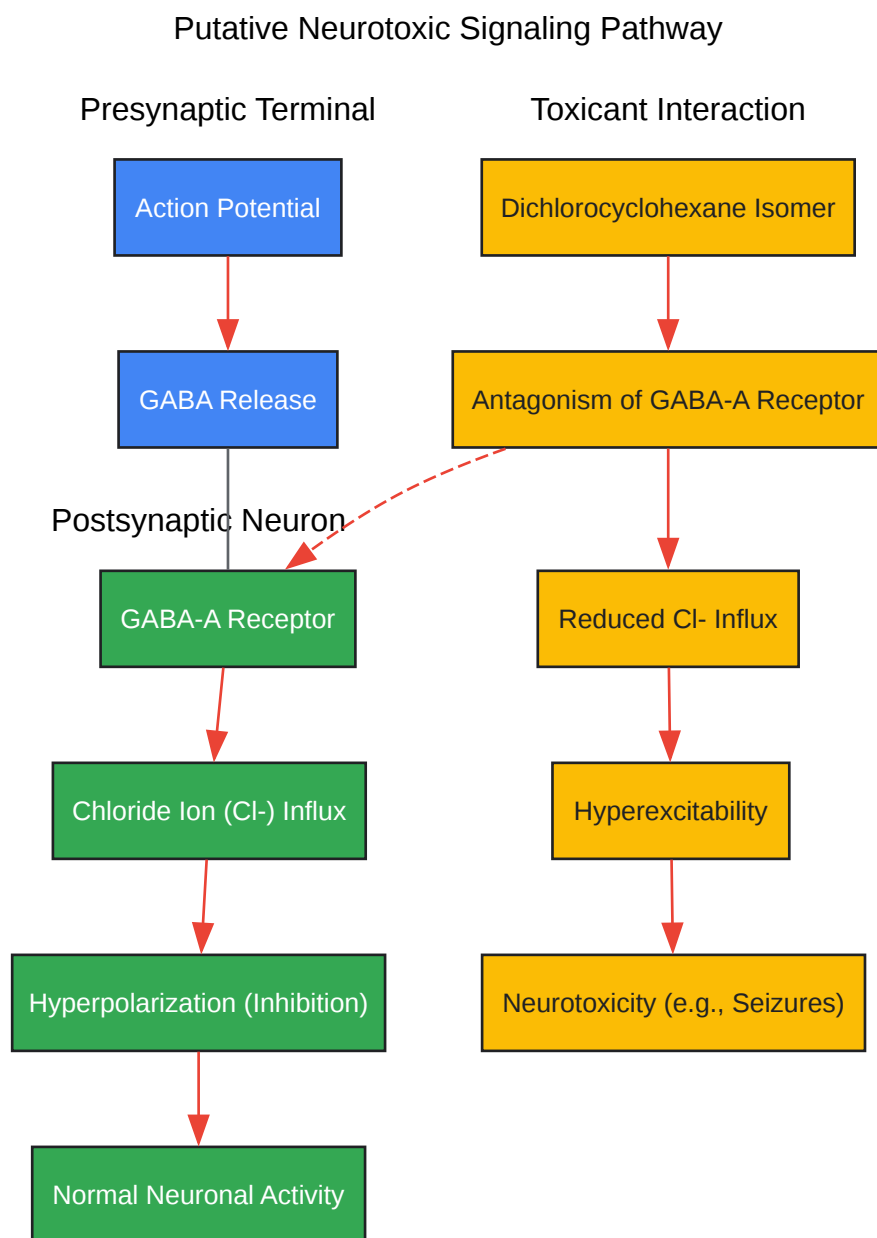 Putative Neurotoxic Signaling Pathway
Presynaptic Terminal
Action Potential
GABA Release
Postsynaptic Neuron
GABA-A Receptor
Chloride Ion (Cl-) Influx
Hyperpolarization (Inhibition)
Normal Neuronal Activity
Toxicant Interaction
Dichlorocyclohexane Isomer
Antagonism of GABA-A Receptor
Reduced Cl- Influx
Hyperexcitability
Neurotoxicity (e.g., Seizures)